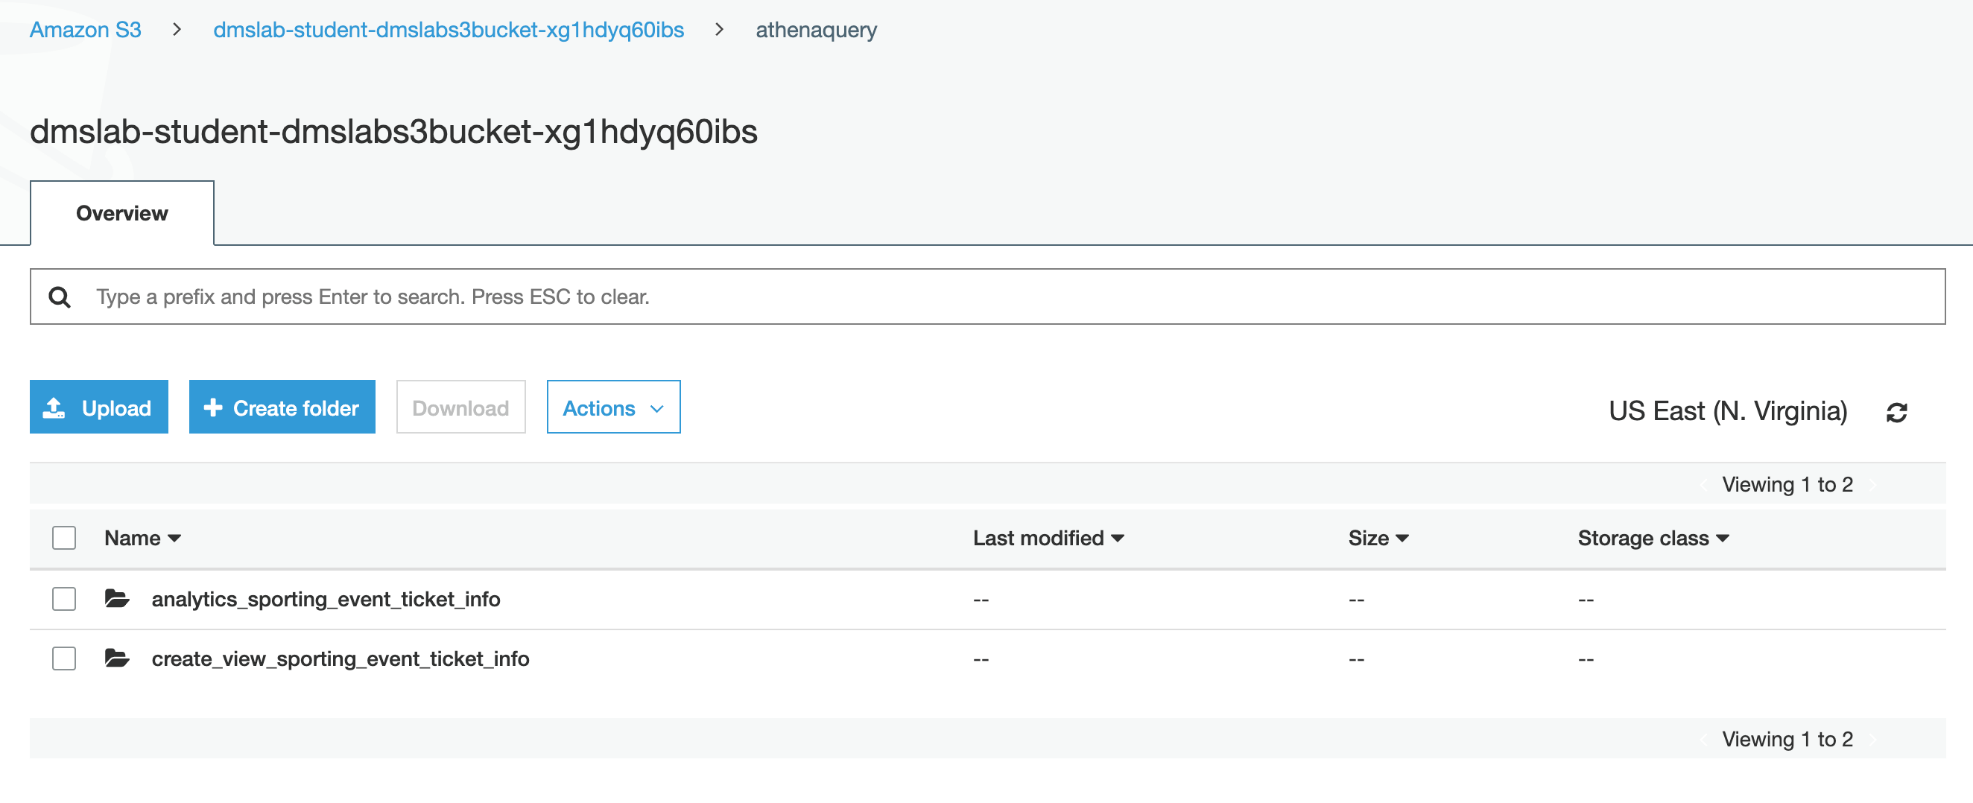 Amazon S3 > dmslab-student-dmslabs3bucket-xg1hdyq60ibs > athenaquery
dmslab-student-dmslabs3bucket-xg1hdyq60ibs
Overview
Type a prefix and press Enter to search. Press ESC to clear.
Upload + Create folder Download Actions US East (N. Virginia)
Viewing 1 to 2
Name Last modified Size Storage class
analytics_sporting_event_ticket_info -- -- --
create_view_sporting_event_ticket_info -- -- --
Viewing 1 to 2